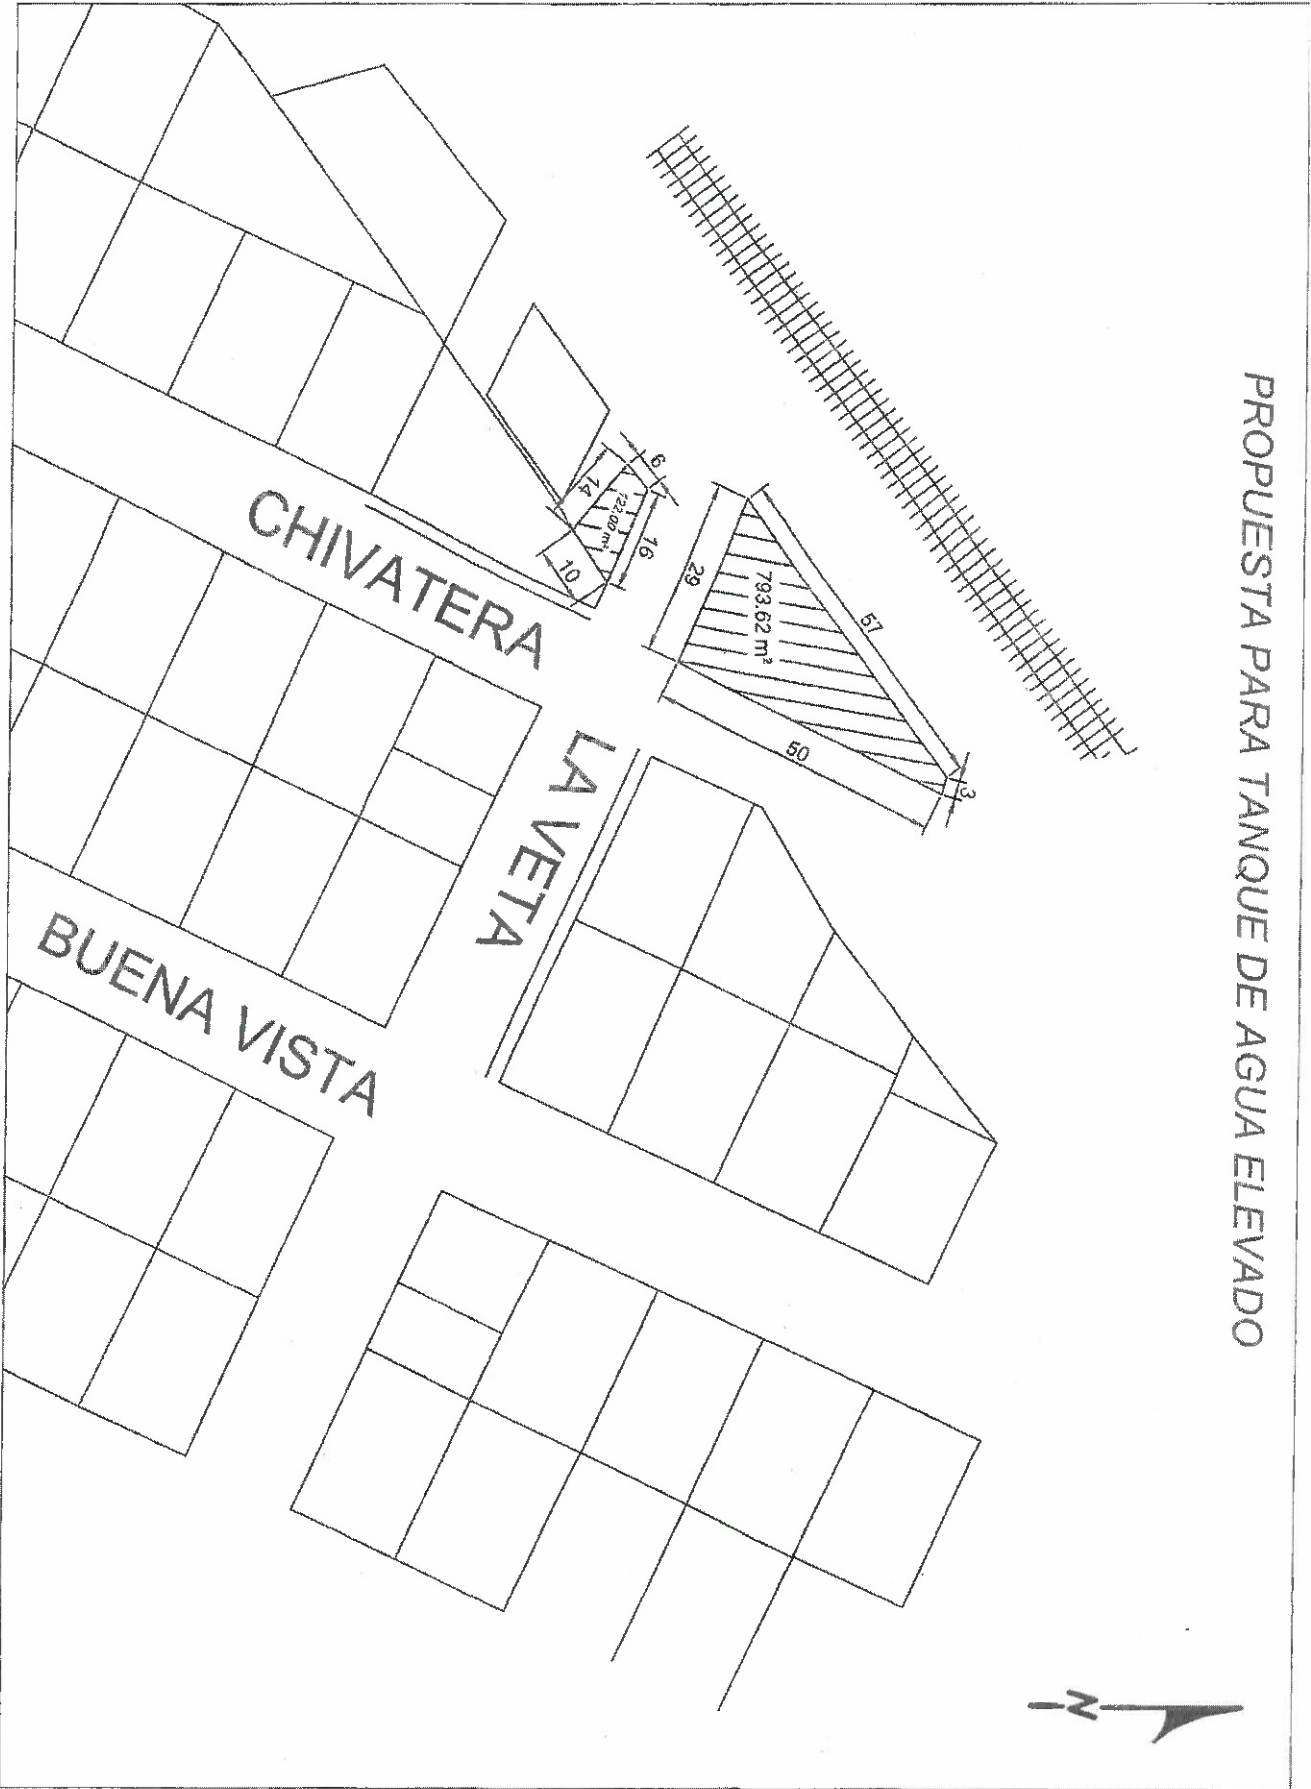 PROPUESTA PARA TANQUE DE AGUA ELEVADO
57
793.62 m²
29
50
3
6
14
122.00 m²
16
10
CHIVATERA
LA VETA
BUENA VISTA
N